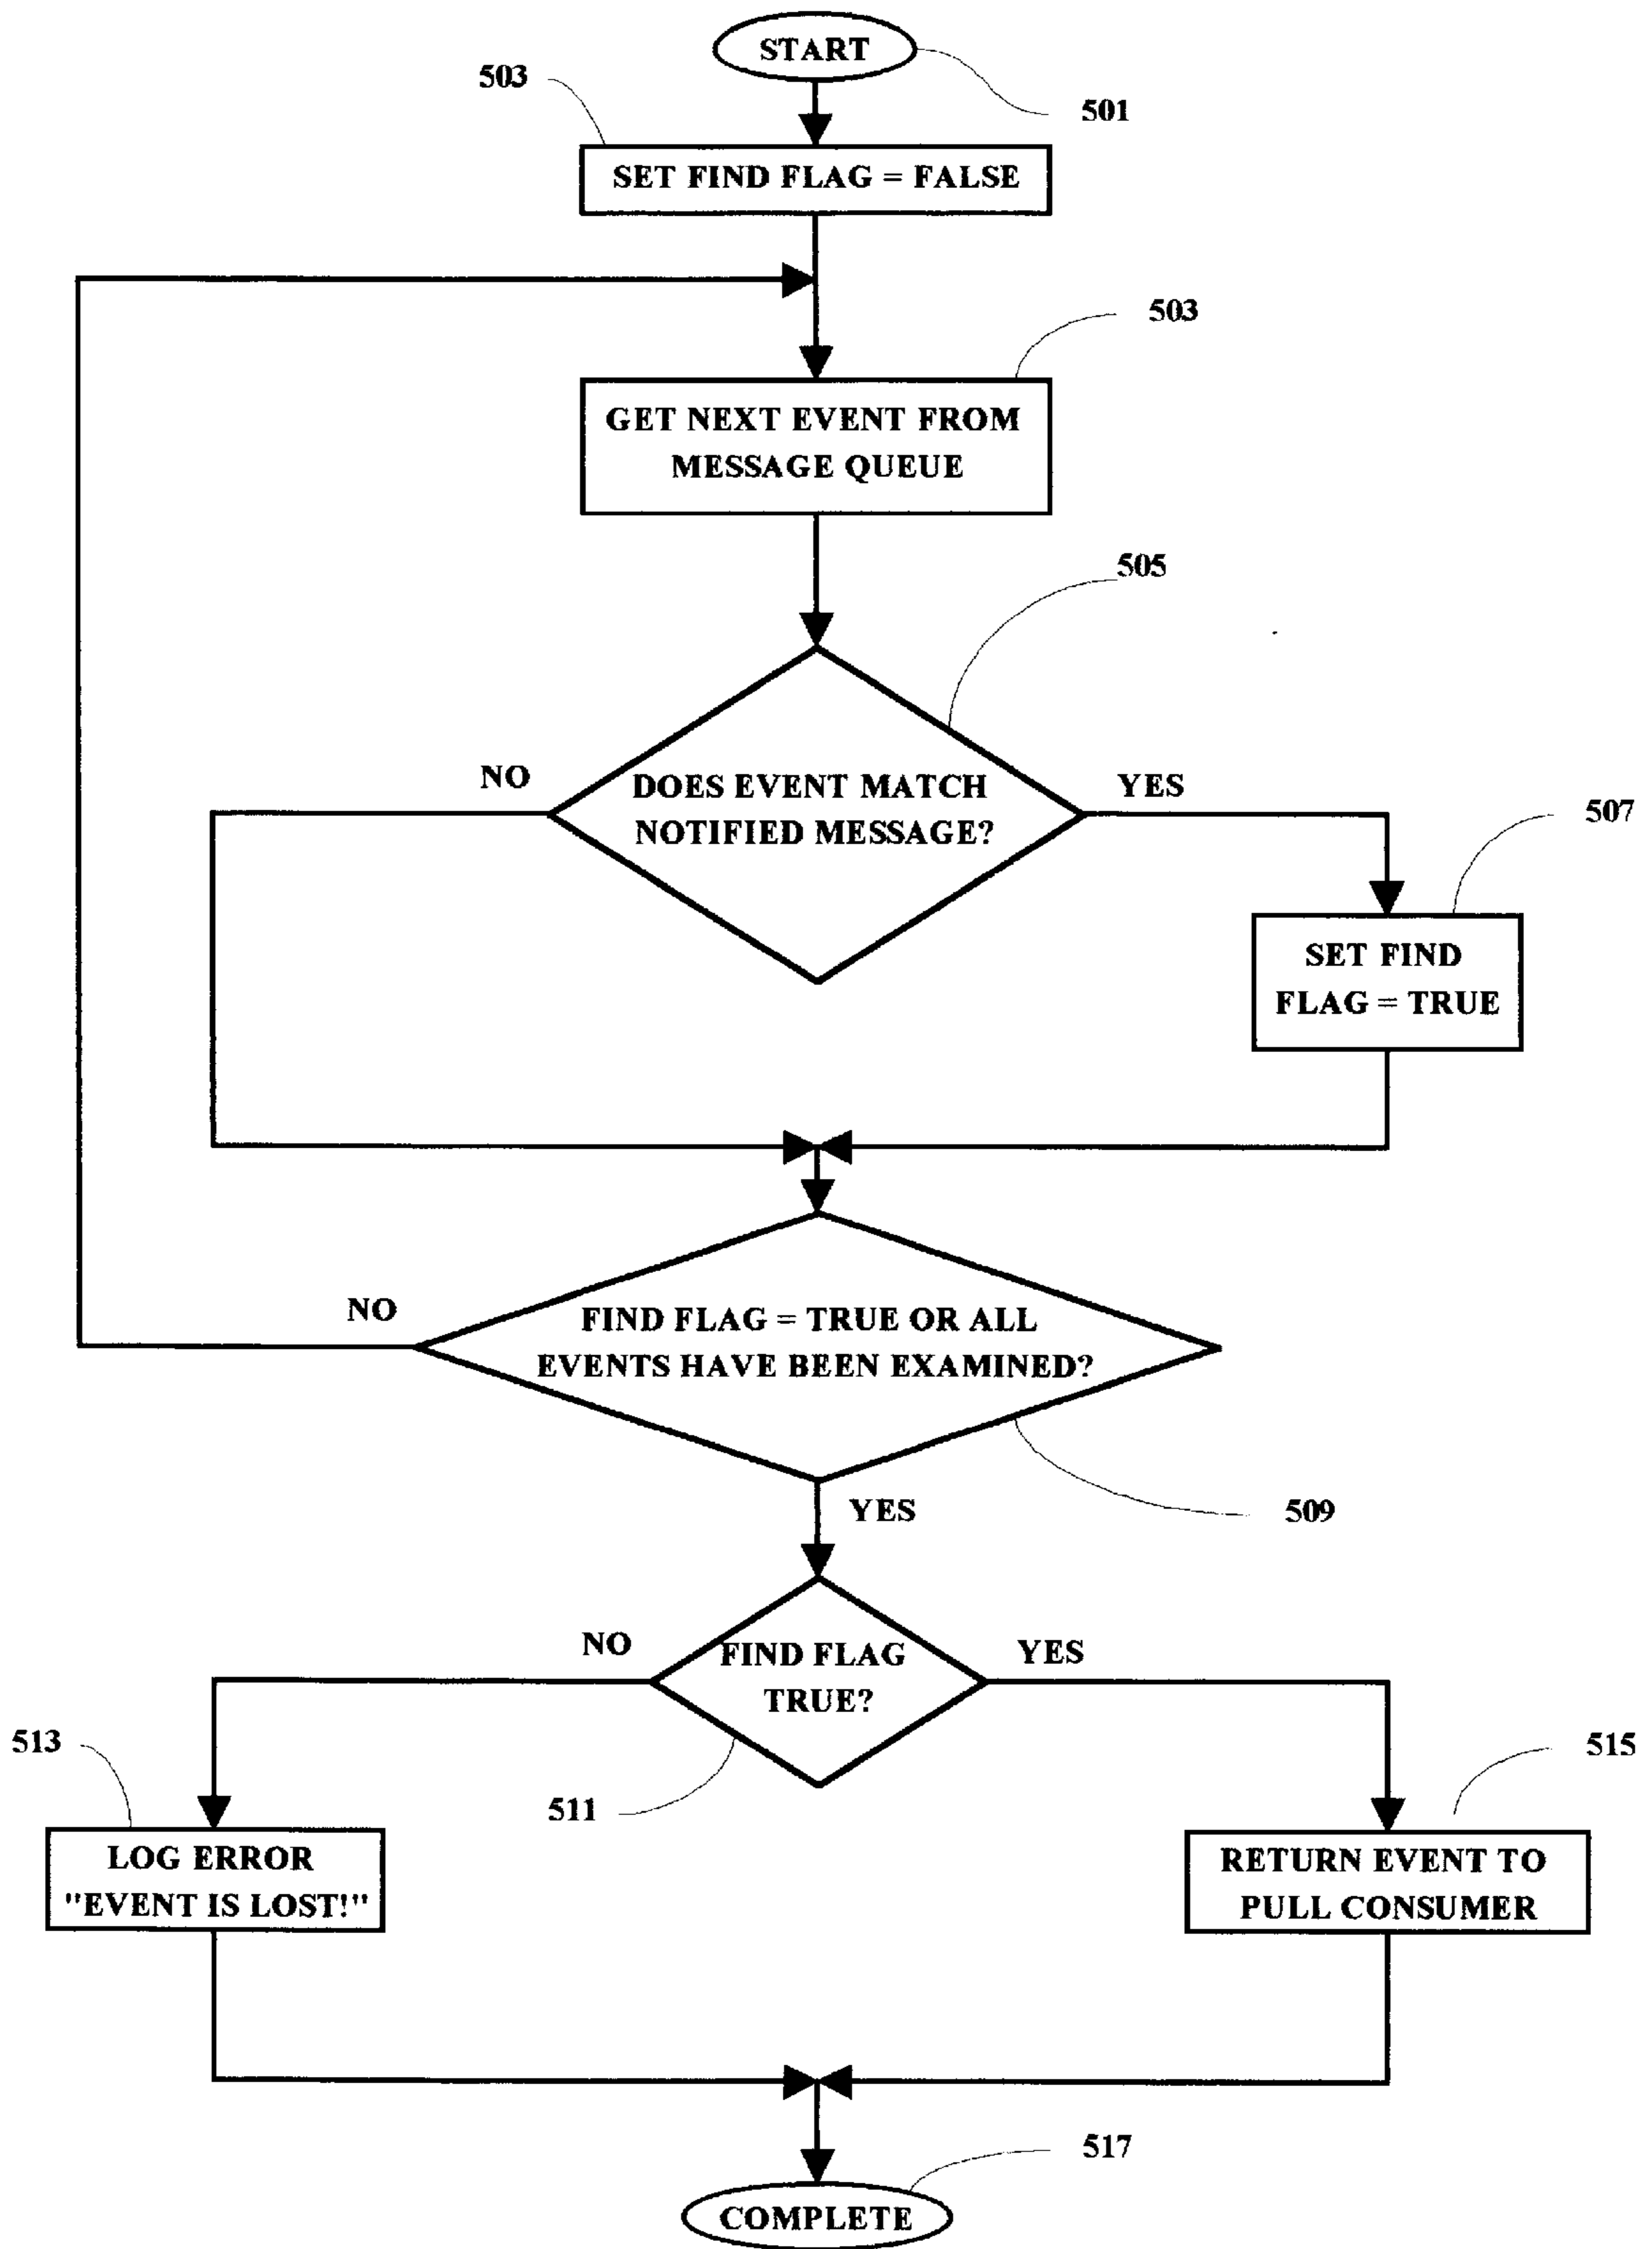 START
503
501
SET FIND FLAG = FALSE
503
GET NEXT EVENT FROM
MESSAGE QUEUE
505
NO
DOES EVENT MATCH
NOTIFIED MESSAGE?
YES
507
SET FIND
FLAG = TRUE
NO
FIND FLAG = TRUE OR ALL
EVENTS HAVE BEEN EXAMINED?
YES
509
NO
FIND FLAG
TRUE?
YES
513
511
515
LOG ERROR
"EVENT IS LOST!"
RETURN EVENT TO
PULL CONSUMER
517
COMPLETE